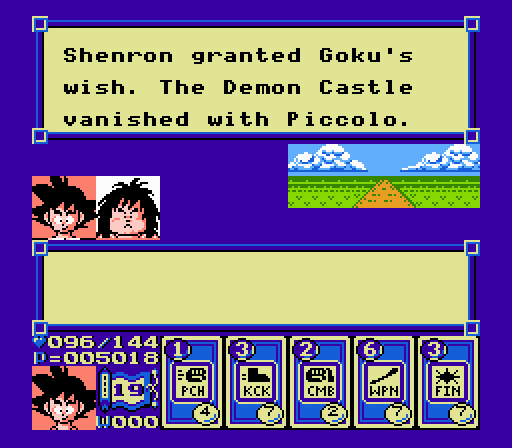 Shenron granted Goku's
wish. The Demon Castle
vanished with Piccolo.
096/144
P=005018
19
W000
1 3 2 6 3
PCH KCK CMB WPN FIN
4 7 2 7 7